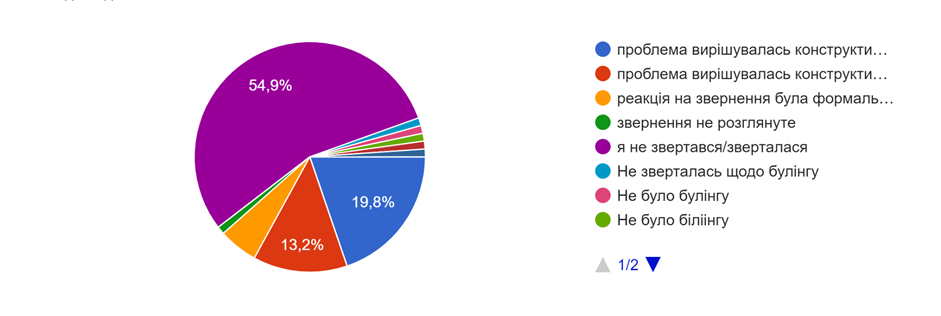 54,9%
19,8%
13,2%
проблема вирішувалась конструкти…
проблема вирішувалась конструкти…
реакція на звернення була формаль…
звернення не розглянуте
я не звертався/зверталася
Не зверталась щодо булінгу
Не було булінгу
Не було біліінгу
1/2